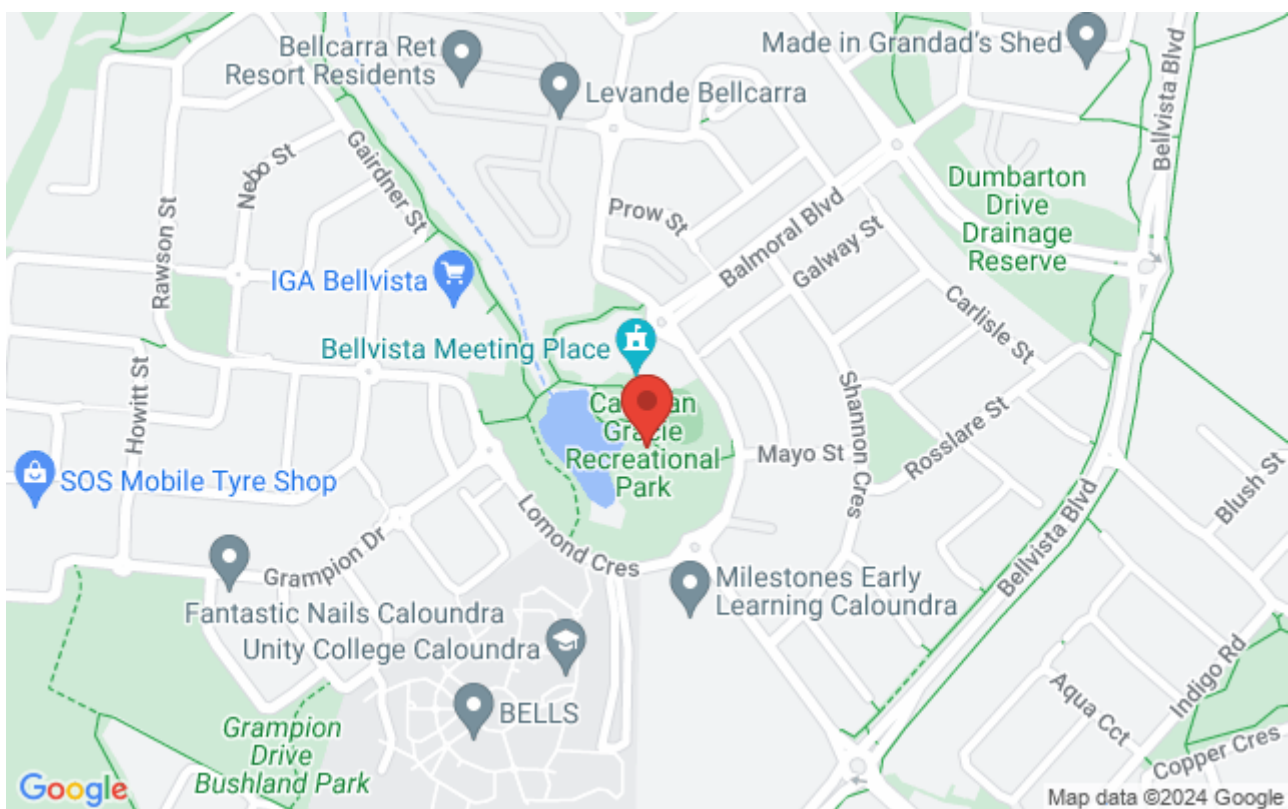 Bellcarra Ret
Resort Residents
Made in Grandad's Shed
Levande Bellcarra
Bellvista Blvd
Nebo St
Gairdner St
Dumbarton
Drive
Drainage
Reserve
Prow St
Balmoral Blvd
Galway St
Rawson St
IGA Bellvista
Carlisle St
Bellvista Meeting Place
Howitt St
Shannon Cres
Gracie
Recreational
Park
Mayo St
Rosslare St
SOS Mobile Tyre Shop
Blush St
Lomond Cres
Bellvista Blvd
Grampion Dr
Milestones Early
Learning Caloundra
Fantastic Nails Caloundra
Unity College Caloundra
Indigo Rd
Aqua Cct
BELLS
Grampion
Drive
Bushland Park
Copper Cres
Google
Map data ©2024 Google